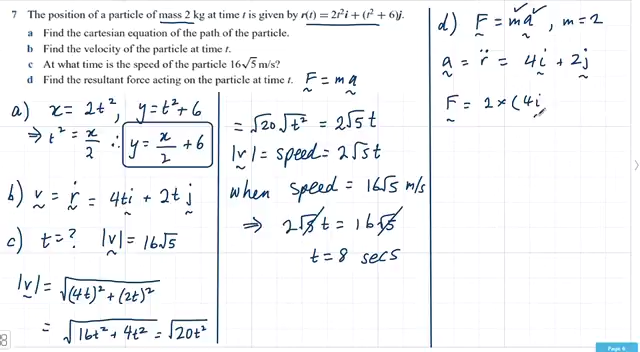 7 The position of a particle of mass 2 kg at time t is given by r(t) = 2t²i + (t² + 6)j.
a Find the cartesian equation of the path of the particle.
b Find the velocity of the particle at time t.
c At what time is the speed of the particle 16√5 m/s?
d Find the resultant force acting on the particle at time t. F = ma
a) x = 2t², y = t² + 6
⇒ t² = x/2 ∴ y = x/2 + 6
b) v = ṙ = 4ti + 2tj
c) t = ? |v| = 16√5
|v| = √((4t)² + (2t)²)
= √(16t² + 4t²) = √(20t²)
= √20 √t² = 2√5 t
|v| = speed = 2√5t
when speed = 16√5 m/s
⇒ 2√5 t = 16√5
t = 8 secs
d) F = ma, m = 2
a = r̈ = 4i + 2j
F = 2 × (4i
Page 6